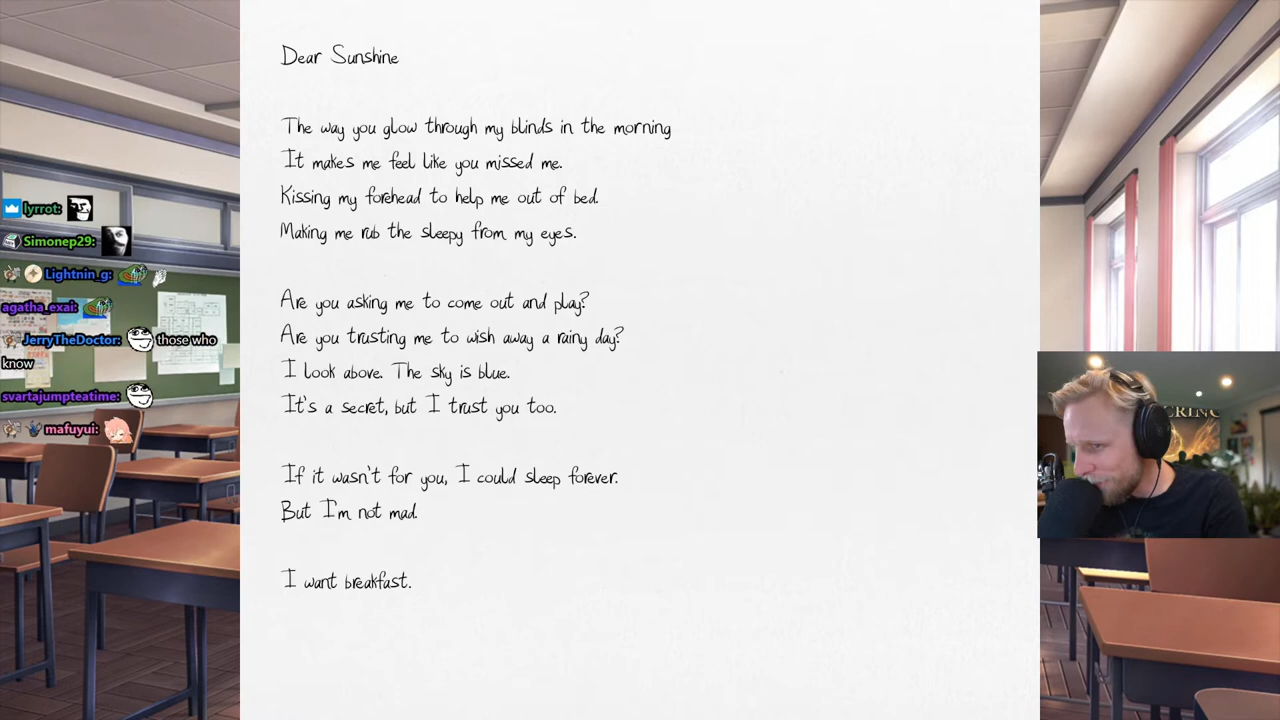 Dear Sunshine
The way you glow through my blinds in the morning
It makes me feel like you missed me.
Kissing my forehead to help me out of bed.
Making me rub the sleepy from my eyes.
Are you asking me to come out and play?
Are you trusting me to wish away a rainy day?
I look above. The sky is blue.
It's a secret, but I trust you too.
If it wasn't for you, I could sleep forever.
But I'm not mad.
I want breakfast.
lyrrot:
Simonep29:
Lightnin_g:
agatha_exai:
JerryTheDoctor: those who
know
svartajumpteatime:
mafuyui:
RING